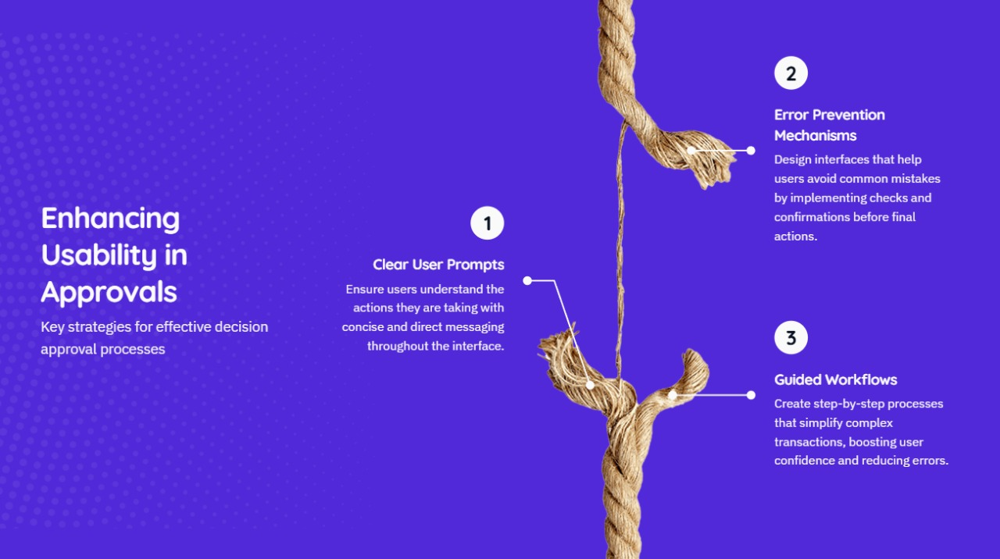 Enhancing
Usability in
Approvals
Key strategies for effective decision
approval processes
1
Clear User Prompts
Ensure users understand the
actions they are taking with
concise and direct messaging
throughout the interface.
2
Error Prevention
Mechanisms
Design interfaces that help
users avoid common mistakes
by implementing checks and
confirmations before final
actions.
3
Guided Workflows
Create step-by-step processes
that simplify complex
transactions, boosting user
confidence and reducing errors.